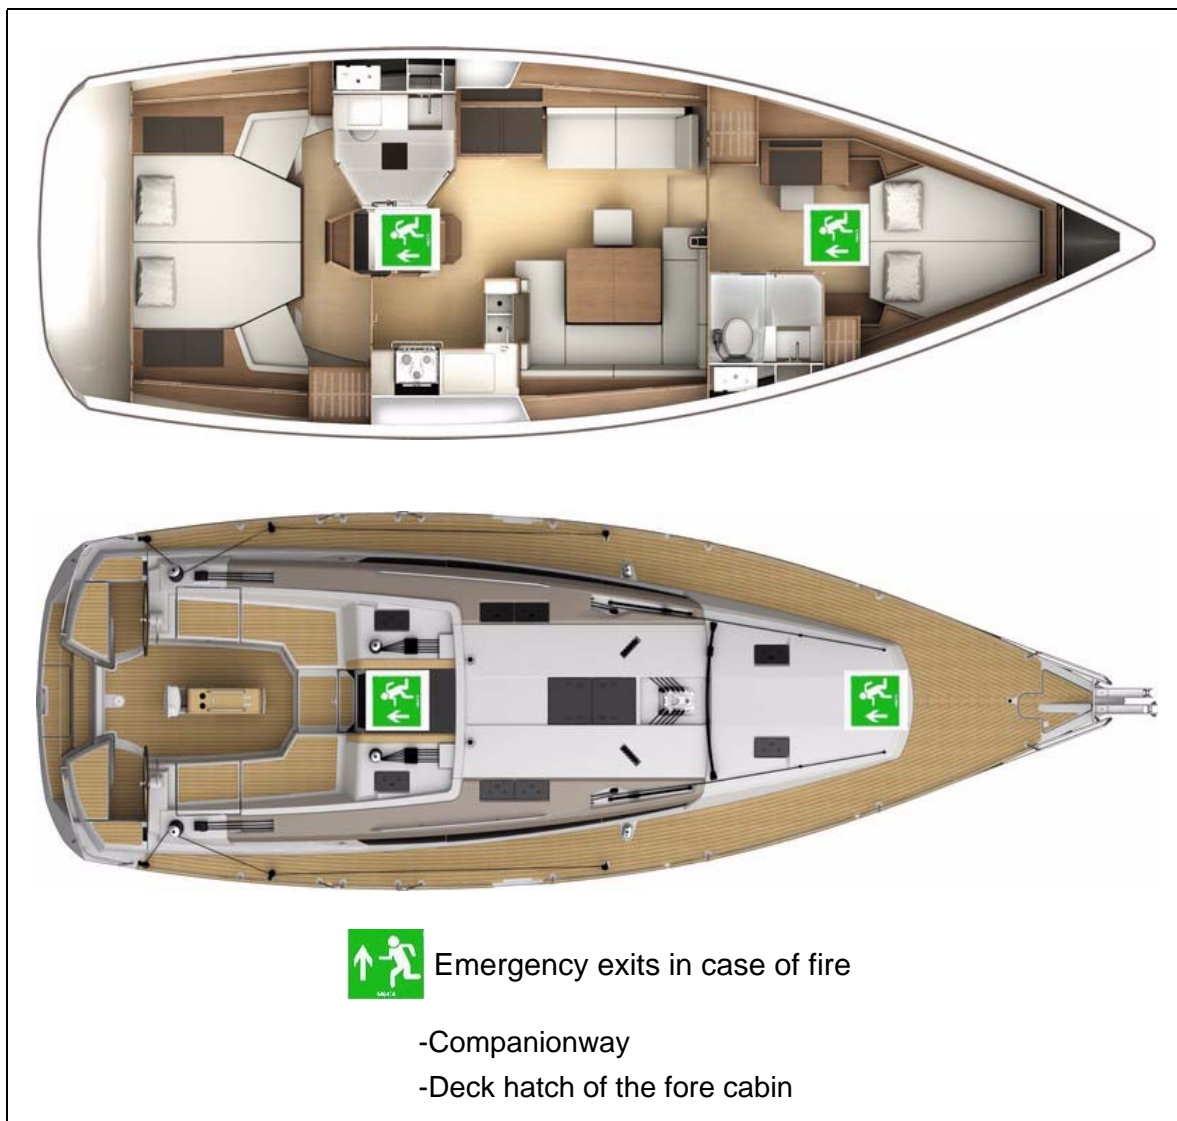 Emergency exits in case of fire
-Companionway
-Deck hatch of the fore cabin